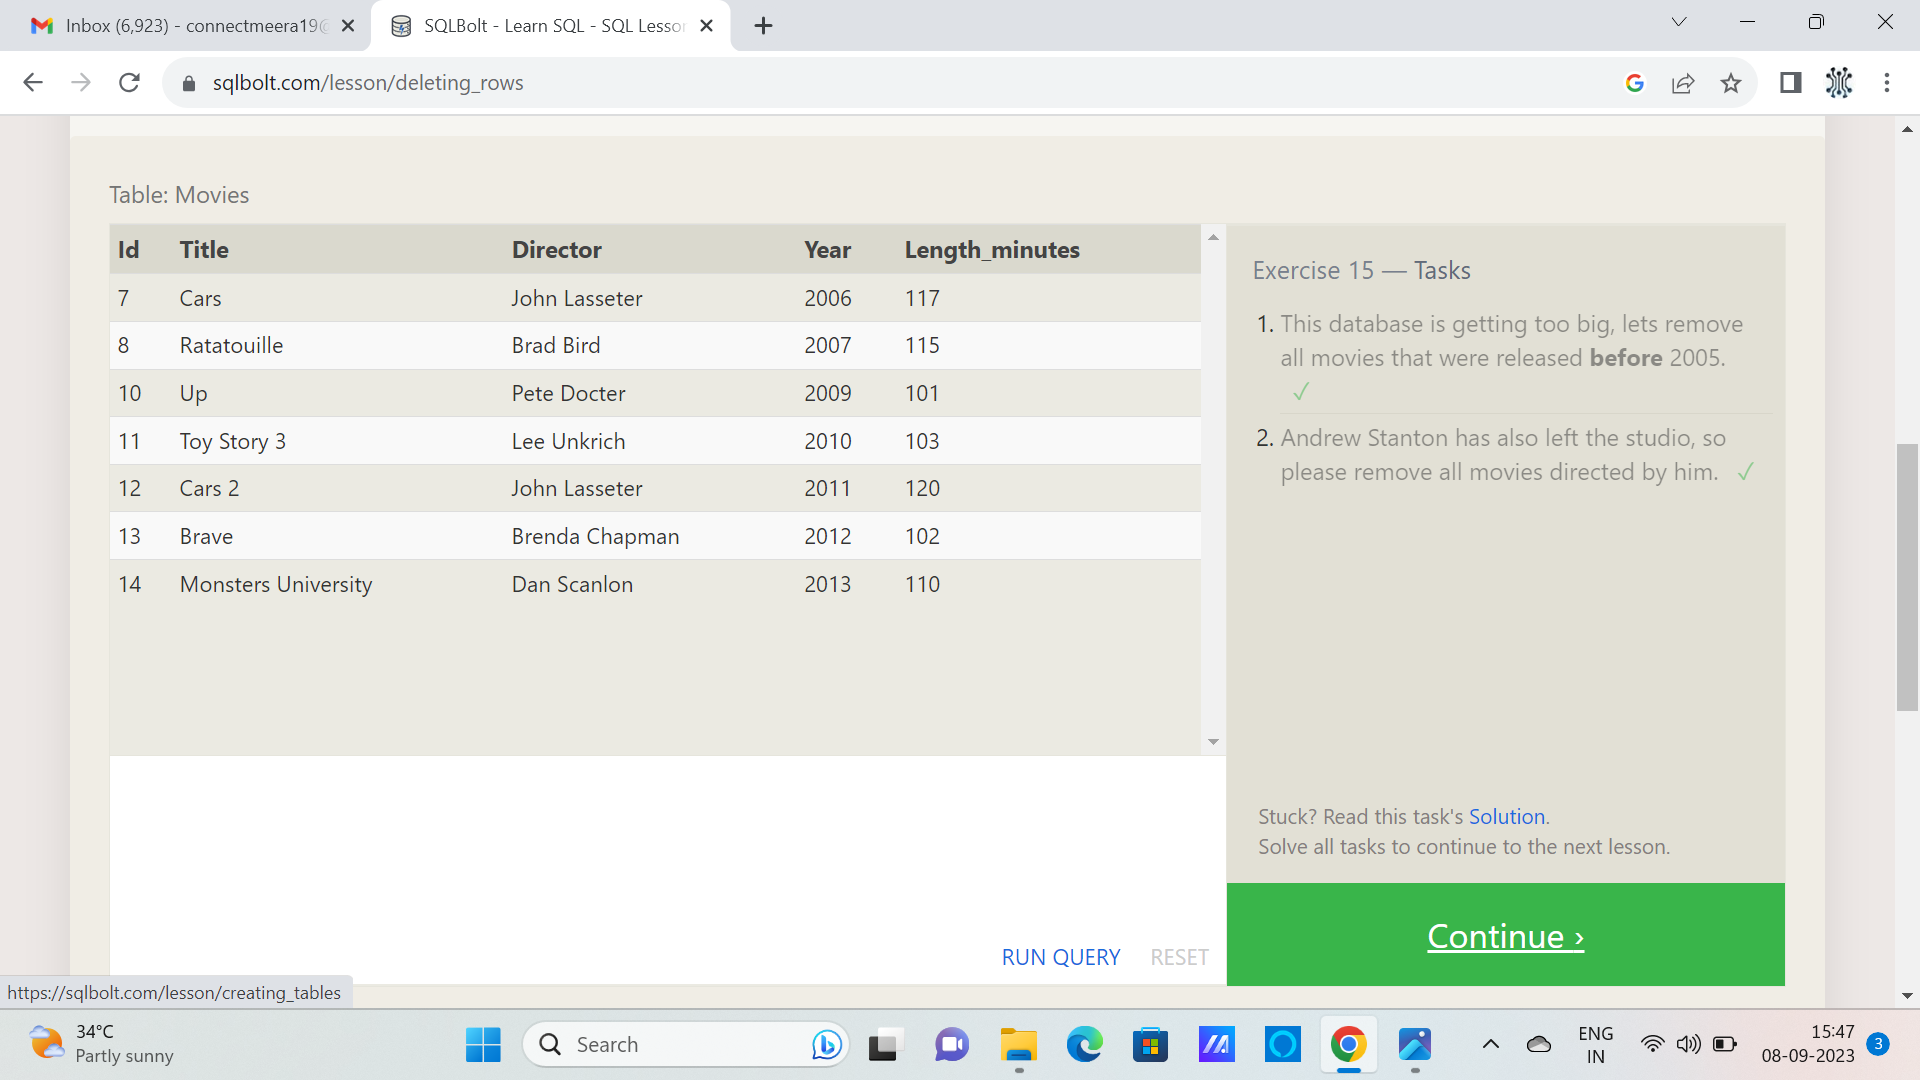 Inbox (6,923) - connectmeera19@
SQLBolt - Learn SQL - SQL Lesson
sqlbolt.com/lesson/deleting_rows
Table: Movies
Id Title Director Year Length_minutes
7 Cars John Lasseter 2006 117
8 Ratatouille Brad Bird 2007 115
10 Up Pete Docter 2009 101
11 Toy Story 3 Lee Unkrich 2010 103
12 Cars 2 John Lasseter 2011 120
13 Brave Brenda Chapman 2012 102
14 Monsters University Dan Scanlon 2013 110
Exercise 15 — Tasks
1. This database is getting too big, lets remove
all movies that were released before 2005.
✓
2. Andrew Stanton has also left the studio, so
please remove all movies directed by him. ✓
Stuck? Read this task's Solution.
Solve all tasks to continue to the next lesson.
RUN QUERY RESET
Continue ›
https://sqlbolt.com/lesson/creating_tables
34°C
Partly sunny
Search
ENG
IN
15:47
08-09-2023
3